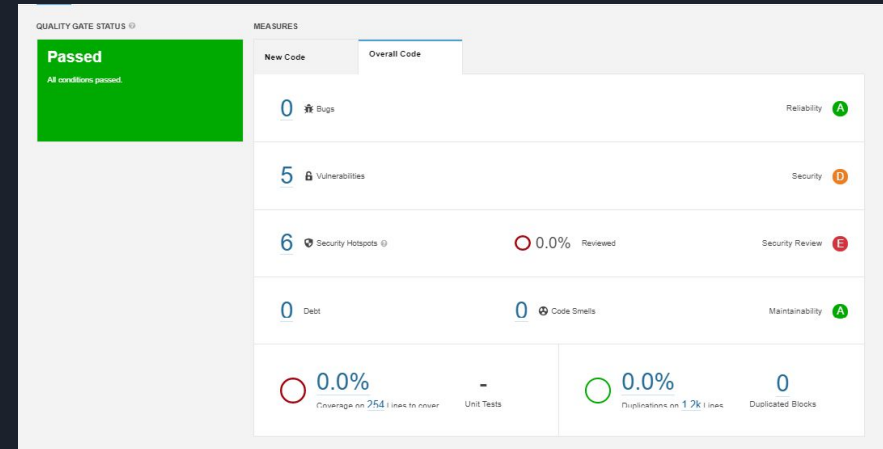 QUALITY GATE STATUS
MEASURES
Passed
All conditions passed.
New Code
Overall Code
0 Bugs
Reliability A
5 Vulnerabilities
Security D
6 Security Hotspots
0.0% Reviewed
Security Review E
0 Debt
0 Code Smells
Maintainability A
0.0%
Coverage on 254 Lines to cover
-
Unit Tests
0.0%
Duplications on 1.2k Lines
0
Duplicated Blocks